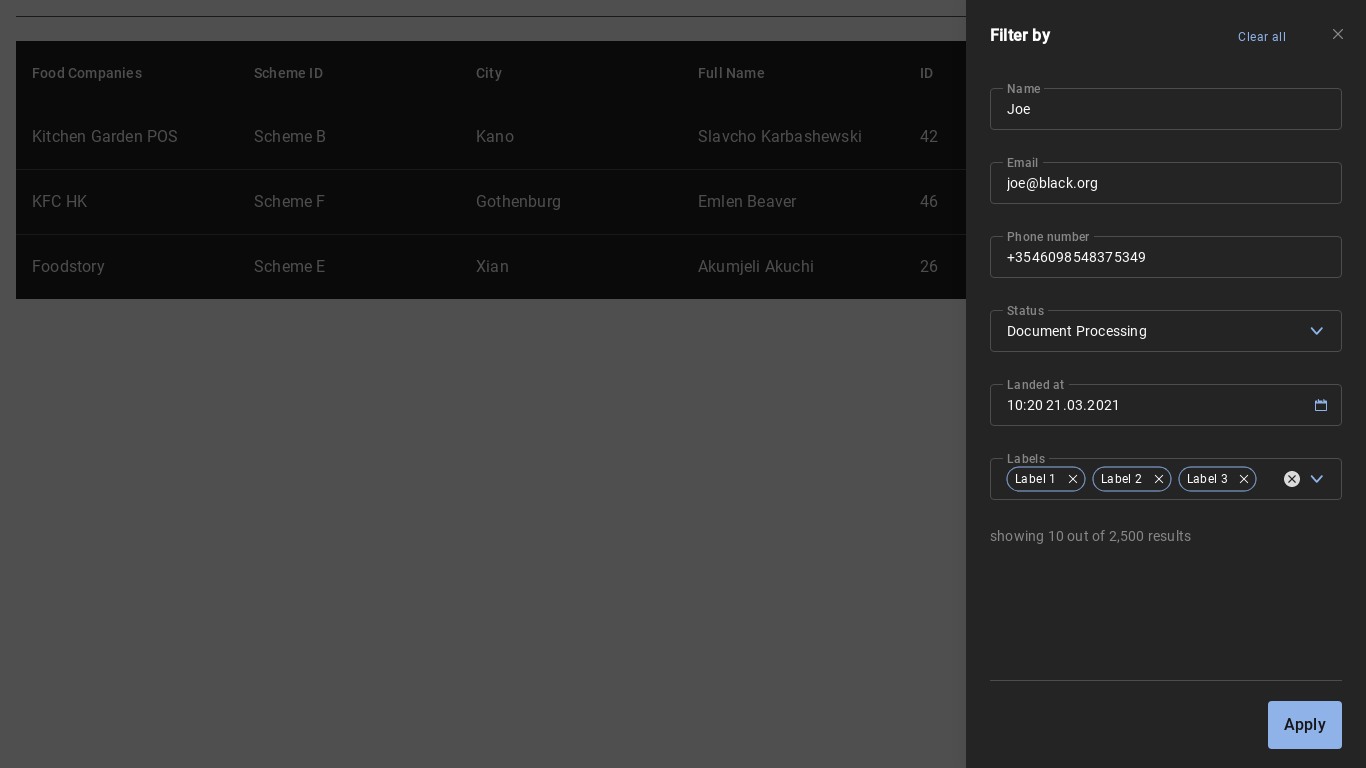 Food Companies Scheme ID City Full Name ID
Kitchen Garden POS Scheme B Kano Slavcho Karbashewski 42
KFC HK Scheme F Gothenburg Emlen Beaver 46
Foodstory Scheme E Xian Akumjeli Akuchi 26
Filter by Clear all
Name
Joe
Email
joe@black.org
Phone number
+3546098548375349
Status
Document Processing
Landed at
10:20 21.03.2021
Labels
Label 1 Label 2 Label 3
showing 10 out of 2,500 results
Apply